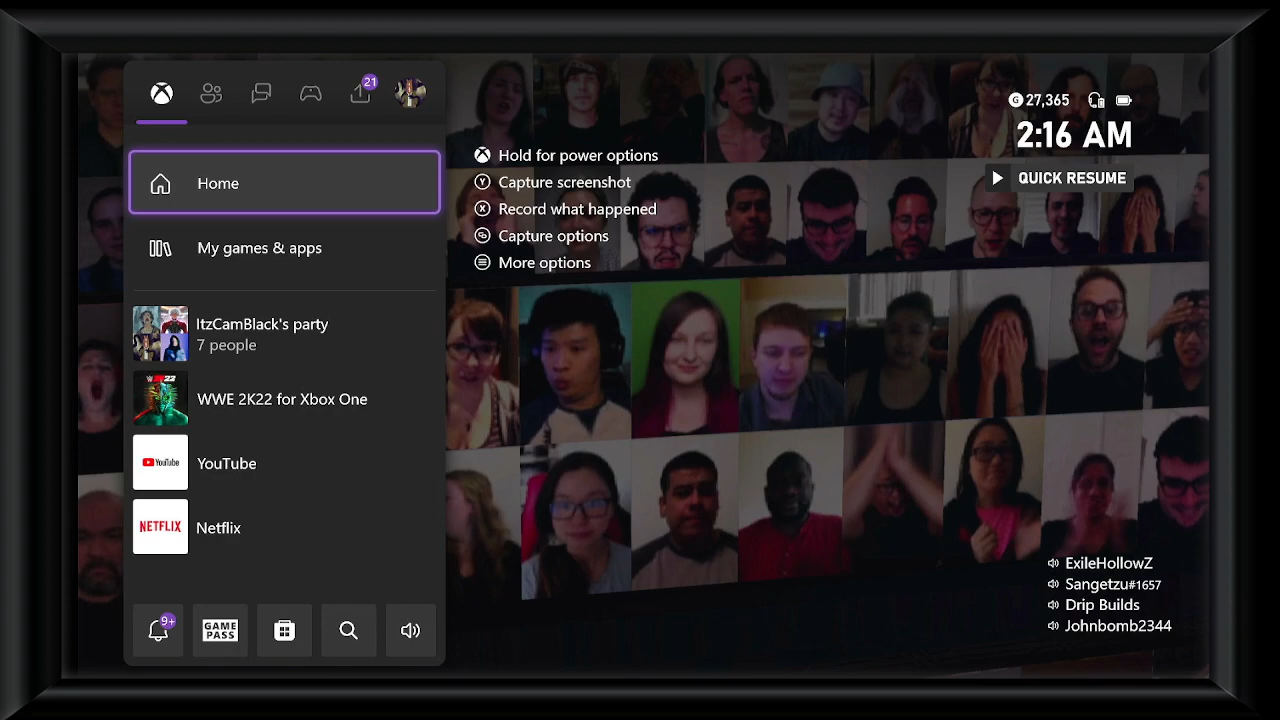 21
Home
My games & apps
ItzCamBlack's party
7 people
W 2K22
WWE 2K22 for Xbox One
YouTube
YouTube
NETFLIX
Netflix
9+
GAME
PASS
Hold for power options
Y Capture screenshot
X Record what happened
Capture options
More options
G 27,365
2:16 AM
QUICK RESUME
ExileHollowZ
Sangetzu#1657
Drip Builds
Johnbomb2344